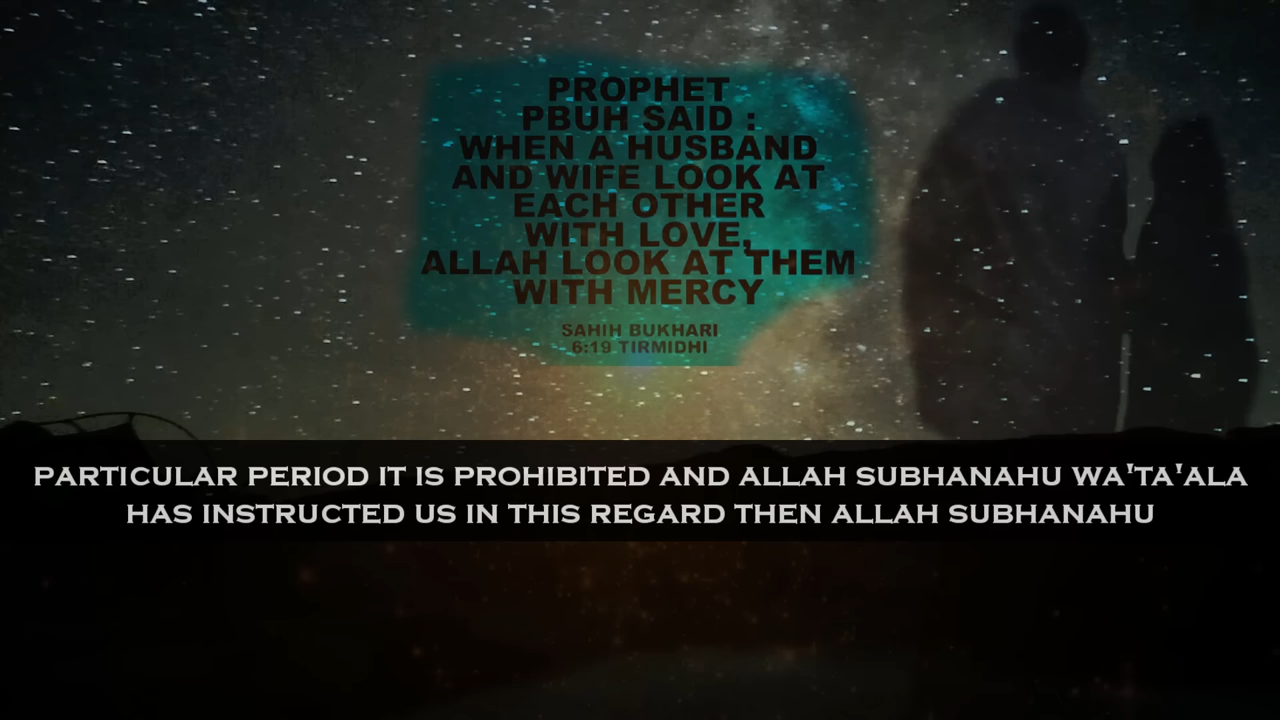 PROPHET
PBUH SAID :
WHEN A HUSBAND
AND WIFE LOOK AT
EACH OTHER
WITH LOVE,
ALLAH LOOK AT THEM
WITH MERCY
SAHIH BUKHARI
6:19 TIRMIDHI
PARTICULAR PERIOD IT IS PROHIBITED AND ALLAH SUBHANAHU WA'TA'ALA
HAS INSTRUCTED US IN THIS REGARD THEN ALLAH SUBHANAHU